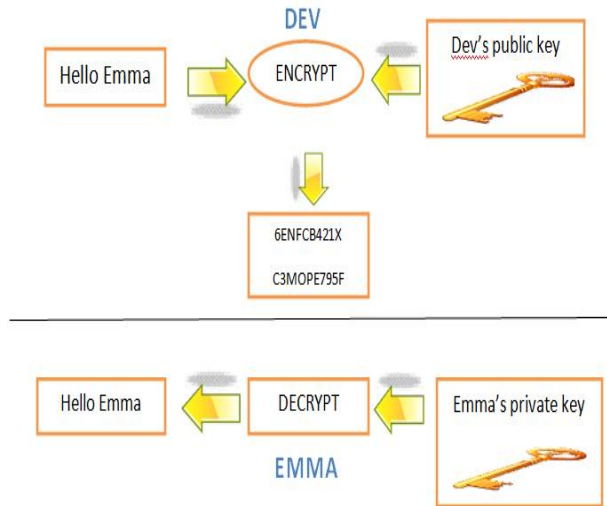 DEV
Hello Emma
ENCRYPT
Dev's public key
6ENFCB421X
C3MOPE795F
Hello Emma
DECRYPT
Emma's private key
EMMA